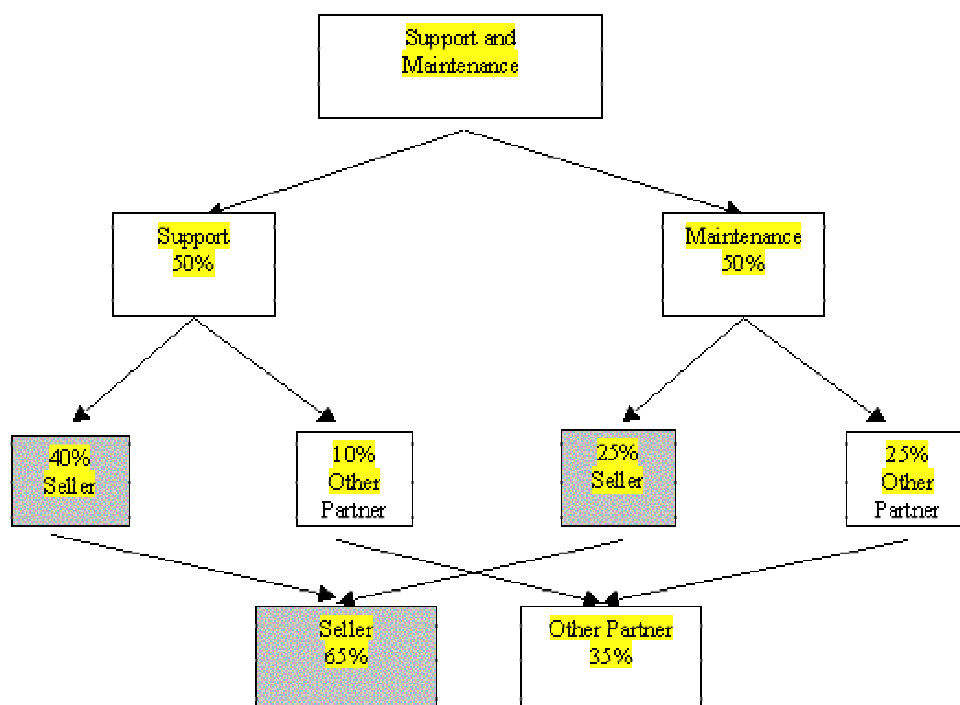 Support and
Maintenance
Support
50%
Maintenance
50%
40%
Seller
10%
Other
Partner
25%
Seller
25%
Other
Partner
Seller
65%
Other Partner
35%